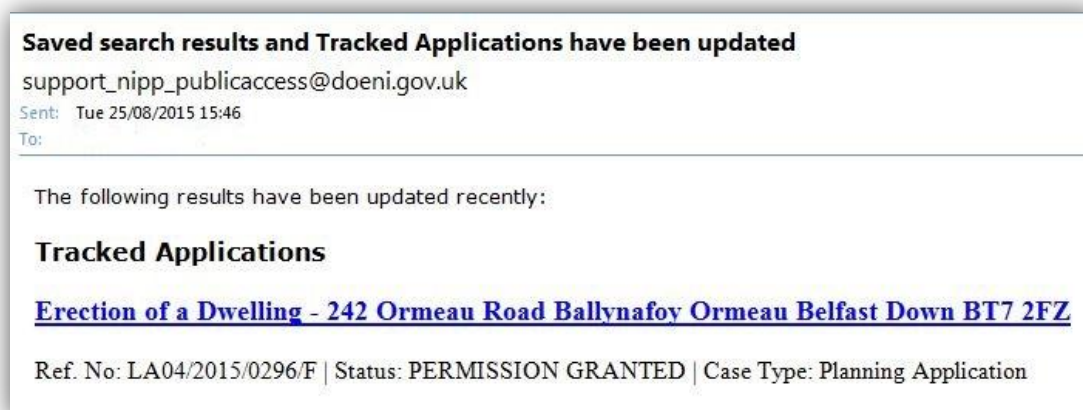 Saved search results and Tracked Applications have been updated
support_nipp_publicaccess@doeni.gov.uk
Sent: Tue 25/08/2015 15:46
To:
The following results have been updated recently:
Tracked Applications
Erection of a Dwelling - 242 Ormeau Road Ballynafoy Ormeau Belfast Down BT7 2FZ
Ref. No: LA04/2015/0296/F | Status: PERMISSION GRANTED | Case Type: Planning Application